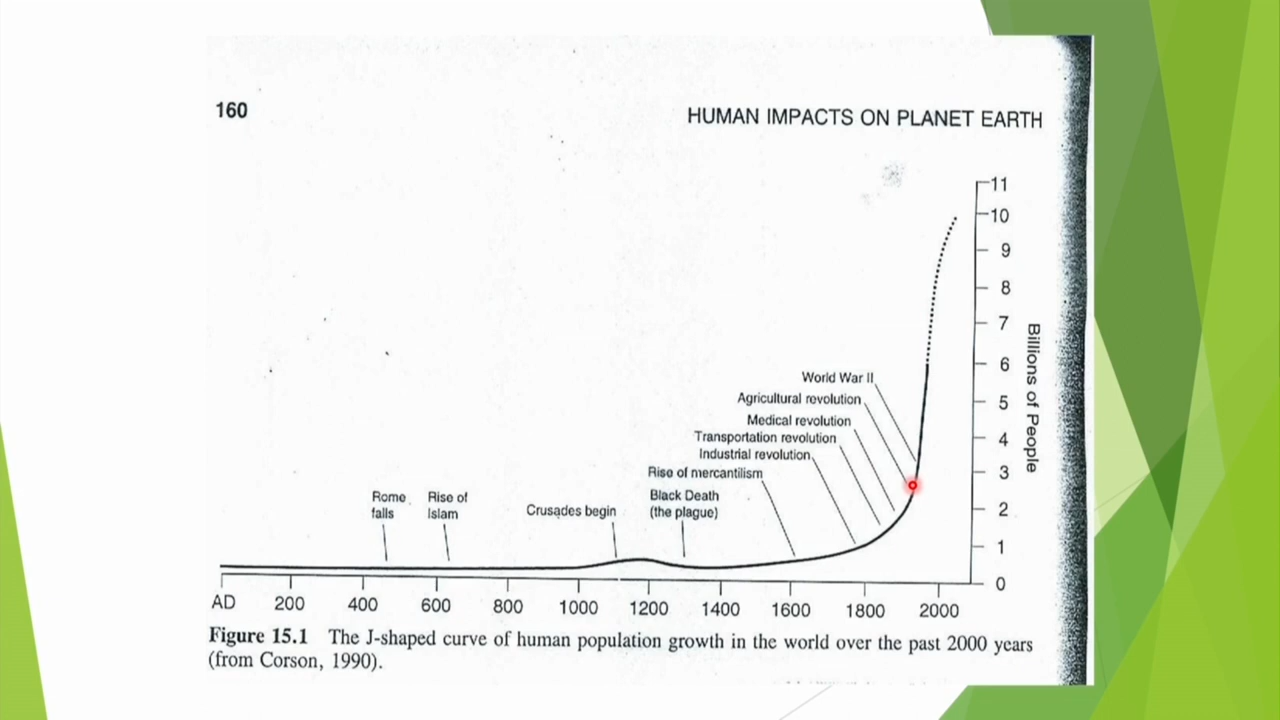 160
HUMAN IMPACTS ON PLANET EARTH
11
10
9
8
7
6
5
4
3
2
1
0
Billions of People
World War II
Agricultural revolution
Medical revolution
Transportation revolution
Industrial revolution
Rise of mercantilism
Black Death
(the plague)
Crusades begin
Rise of
Islam
Rome
falls
AD 200 400 600 800 1000 1200 1400 1600 1800 2000
Figure 15.1 The J-shaped curve of human population growth in the world over the past 2000 years
(from Corson, 1990).